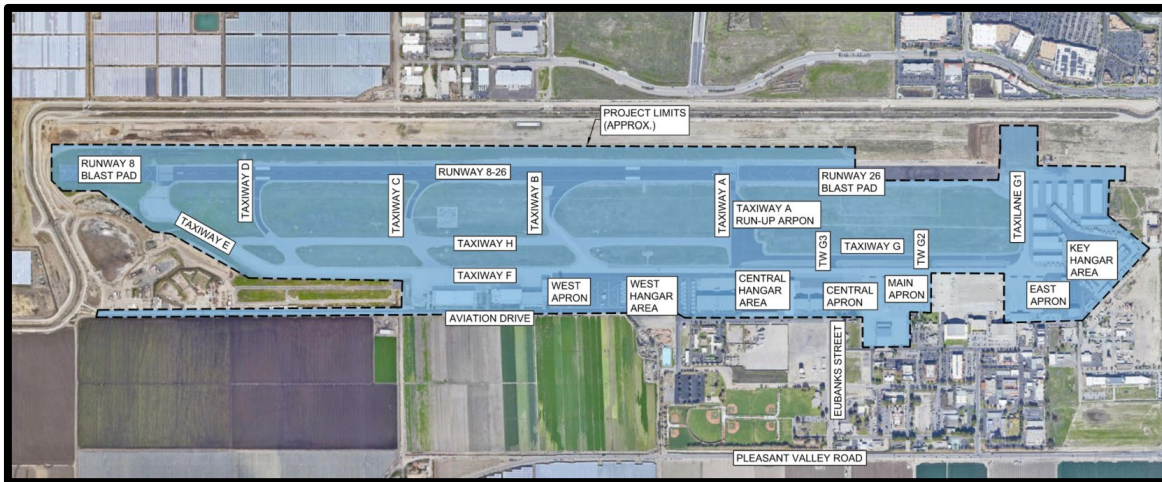 PROJECT LIMITS
(APPROX.)
RUNWAY 8
BLAST PAD
TAXIWAY D
TAXIWAY C
RUNWAY 8-26
TAXIWAY B
TAXIWAY A
RUNWAY 26
BLAST PAD
TAXILANE G1
TAXIWAY A
RUN-UP ARPON
TAXIWAY E
TAXIWAY H
TW G3
TAXIWAY G
TW G2
KEY
HANGAR
AREA
TAXIWAY F
WEST
APRON
WEST
HANGAR
AREA
CENTRAL
HANGAR
AREA
CENTRAL
APRON
MAIN
APRON
EAST
APRON
AVIATION DRIVE
EUBANKS STREET
PLEASANT VALLEY ROAD